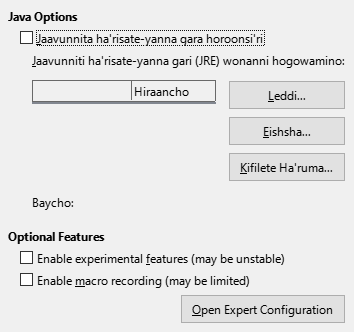 Java Options
Jaavunnita ha'risate-yanna gara horoonsi'ri
Jaavunniti ha'risate-yanna gari (JRE) wonanni hogowamino:
Hiraancho
Leddi...
Eishsha...
Kifilete Ha'ruma...
Baycho:
Optional Features
Enable experimental features (may be unstable)
Enable macro recording (may be limited)
Open Expert Configuration